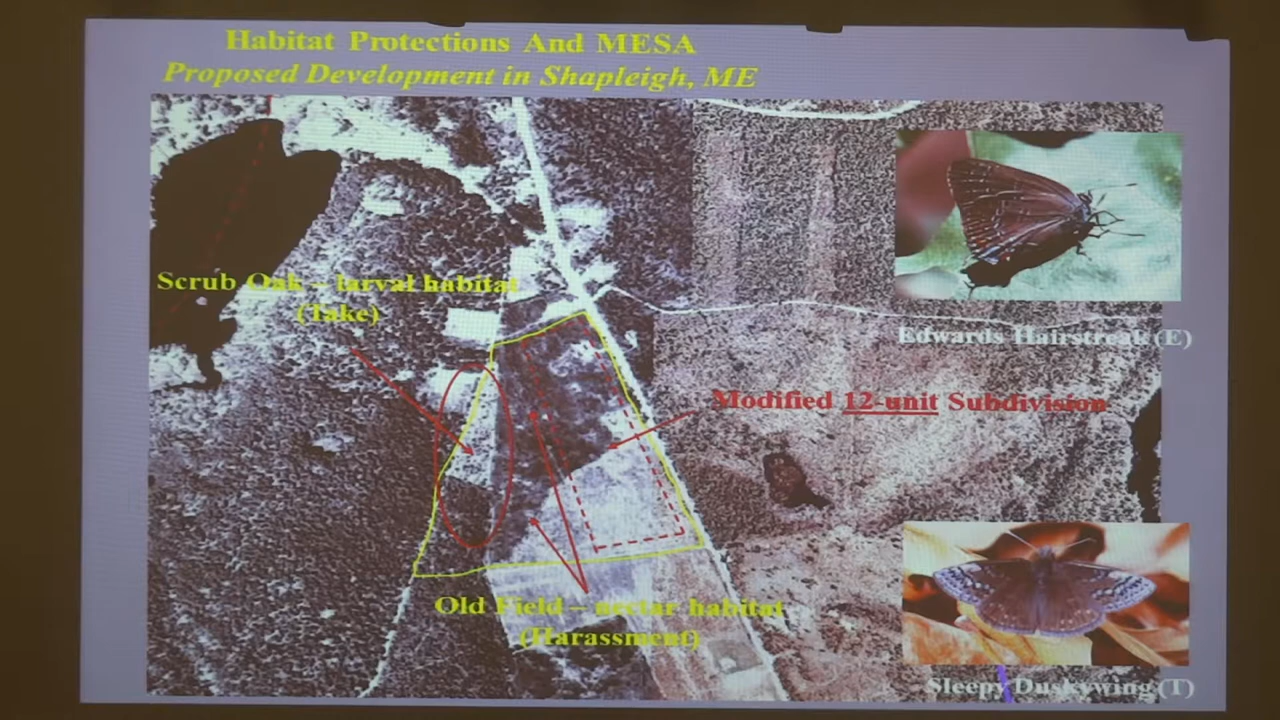 Habitat Protections And MESA
Proposed Development in Shapleigh, ME
Scrub Oak – larval habitat
(Take)
Edwards Hairstreak (E)
Modified 12-unit Subdivision
Old Field – nectar habitat
(Harassment)
Sleepy Duskywing (T)